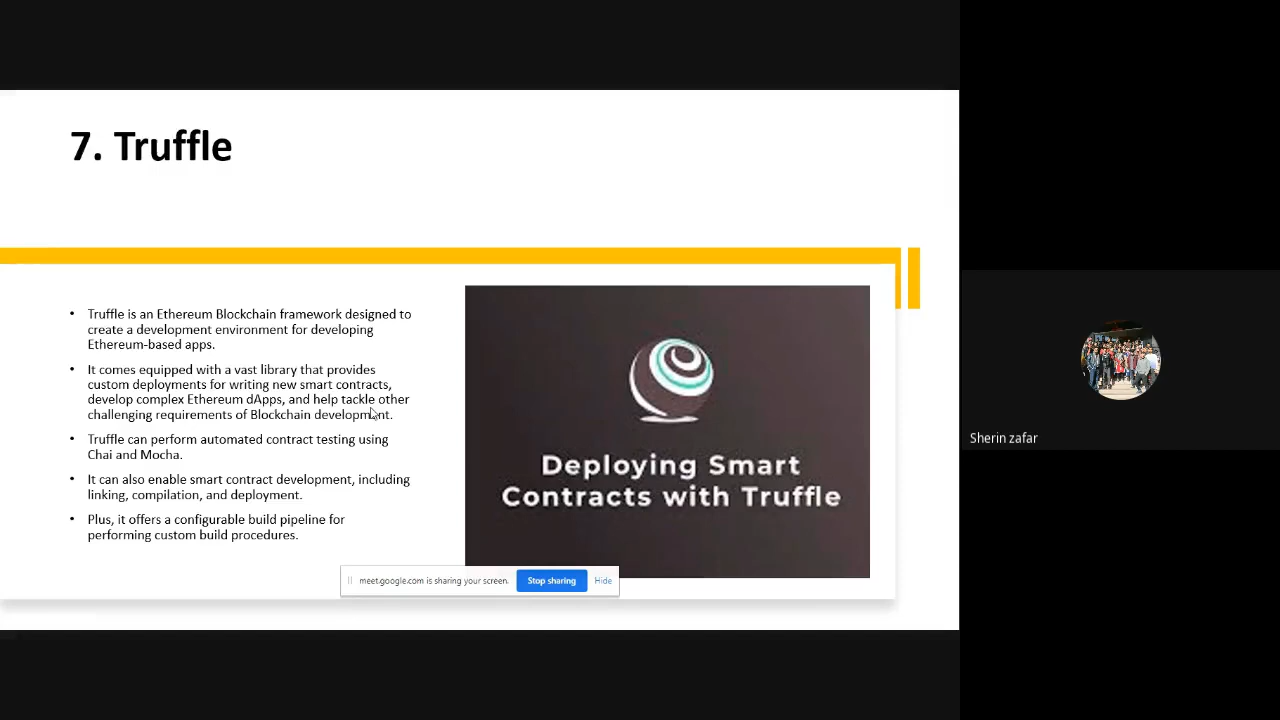 7. Truffle
• Truffle is an Ethereum Blockchain framework designed to
create a development environment for developing
Ethereum-based apps.
• It comes equipped with a vast library that provides
custom deployments for writing new smart contracts,
develop complex Ethereum dApps, and help tackle other
challenging requirements of Blockchain development.
• Truffle can perform automated contract testing using
Chai and Mocha.
• It can also enable smart contract development, including
linking, compilation, and deployment.
• Plus, it offers a configurable build pipeline for
performing custom build procedures.
Deploying Smart
Contracts with Truffle
meet.google.com is sharing your screen.
Stop sharing
Hide
Sherin zafar